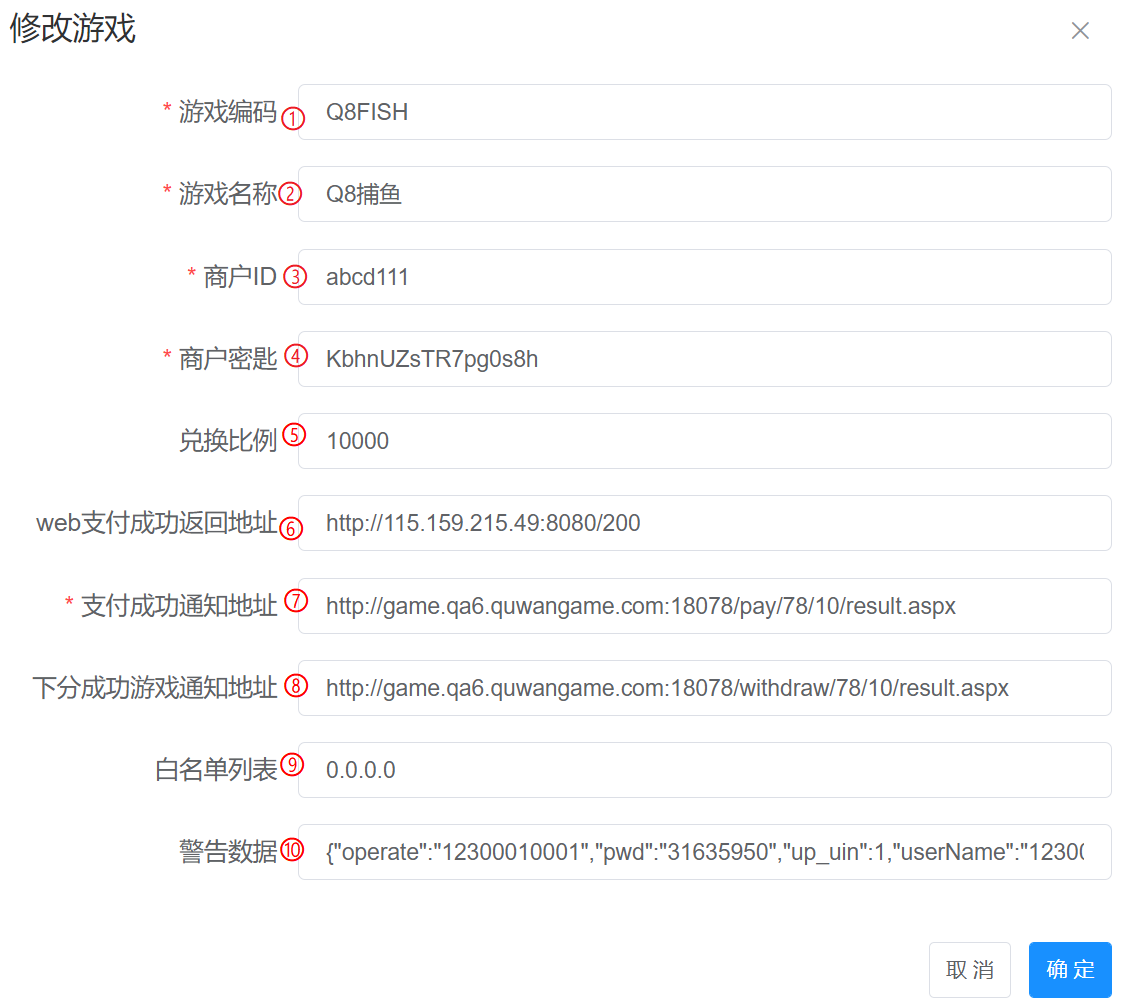 修改游戏
* 游戏编码 ① Q8FISH
* 游戏名称 ② Q8捕鱼
* 商户ID ③ abcd111
* 商户密匙 ④ KbhnUZsTR7pg0s8h
兑换比例 ⑤ 10000
web支付成功返回地址 ⑥ http://115.159.215.49:8080/200
* 支付成功通知地址 ⑦ http://game.qa6.quwangame.com:18078/pay/78/10/result.aspx
下分成功游戏通知地址 ⑧ http://game.qa6.quwangame.com:18078/withdraw/78/10/result.aspx
白名单列表 ⑨ 0.0.0.0
警告数据 ⑩ {"operate":"12300010001","pwd":"31635950","up_uin":1,"userName":"1230
取消 确定